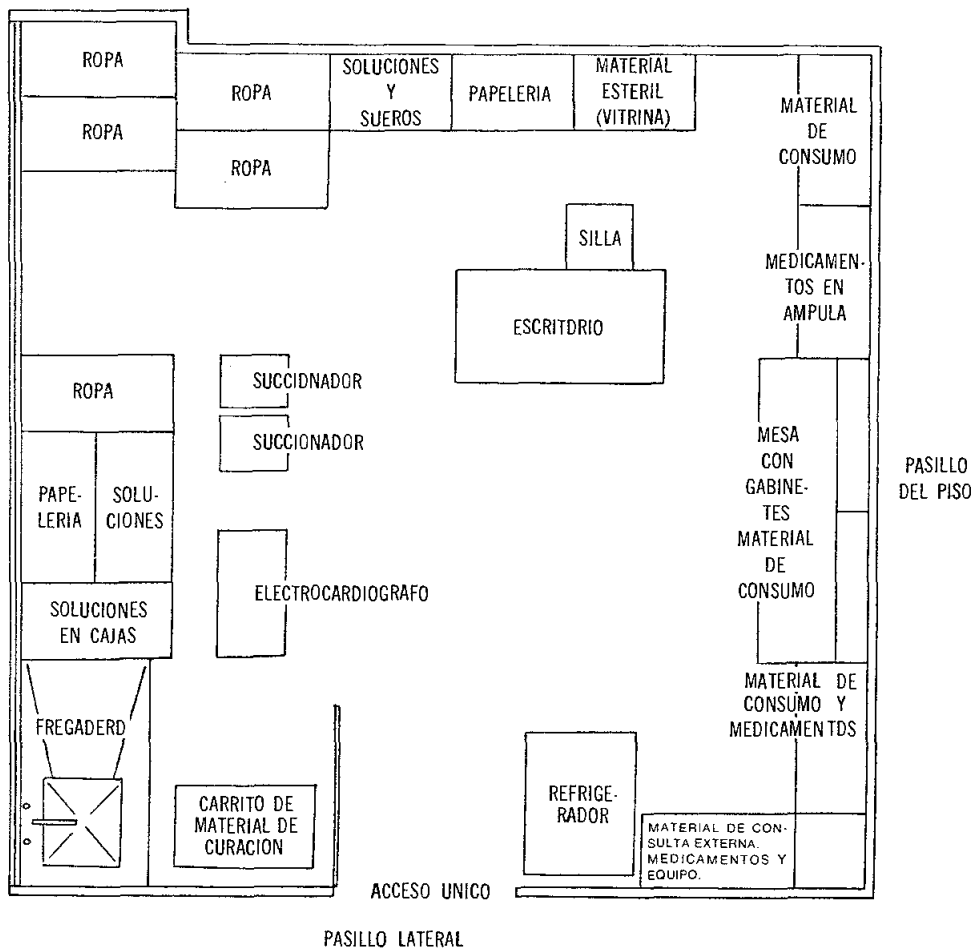 ROPA
ROPA
ROPA
ROPA
SOLUCIONES
Y
SUEROS
PAPELERIA
MATERIAL
ESTERIL
(VITRINA)
MATERIAL
DE
CONSUMO
SILLA
MEDICAMEN-
TOS EN
AMPULA
ESCRITDRIO
ROPA
SUCCIDNADOR
SUCCIONADOR
PAPE-
LERIA
SOLU-
CIONES
MESA
CON
GABINE-
TES
MATERIAL
DE
CONSUMO
PASILLO
DEL PISO
ELECTROCARDIOGRAFO
SOLUCIONES
EN CAJAS
MATERIAL DE
CONSUMO Y
MEDICAMENTDS
FREGADERD
CARRITO DE
MATERIAL DE
CURACION
REFRIGE-
RADOR
MATERIAL DE CON-
SULTA EXTERNA.
MEDICAMENTOS Y
EQUIPO.
ACCESO UNICO
PASILLO LATERAL